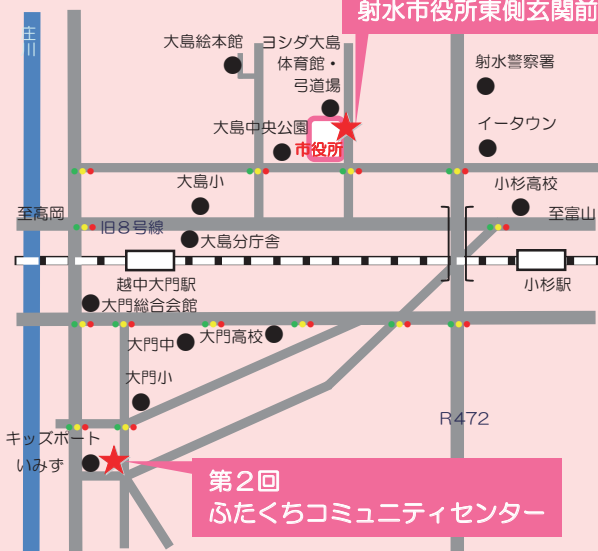 射水市役所東側玄関前
庄川
大島絵本館
ヨシダ大島
体育館・
弓道場
射水警察署
大島中央公園
イータウン
市役所
大島小
小杉高校
至高岡
旧8号線
至富山
大島分庁舎
越中大門駅
小杉駅
大門総合会館
大門中
大門高校
大門小
R472
キッズポート
いみず
第2回
ふたくちコミュニティセンター